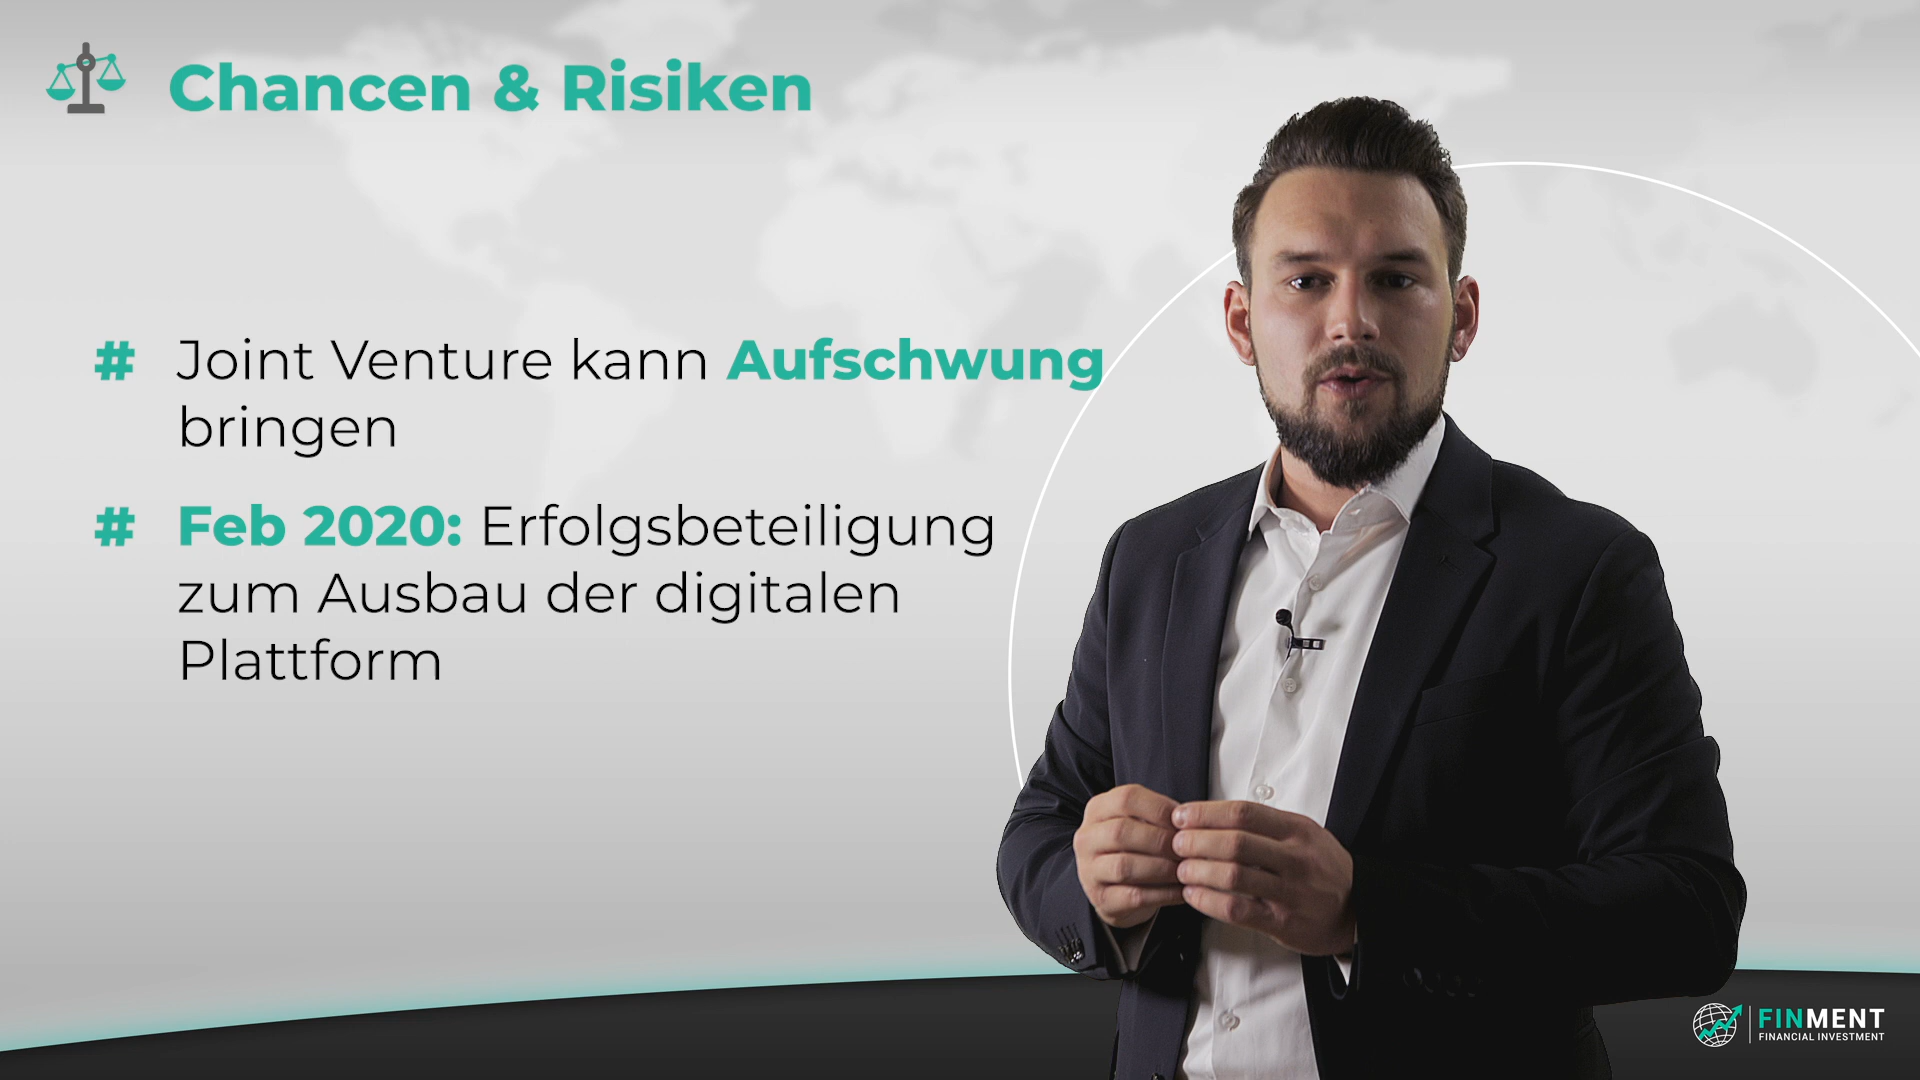 Chancen & Risiken
# Joint Venture kann Aufschwung
bringen
# Feb 2020: Erfolgsbeteiligung
zum Ausbau der digitalen
Plattform
FINMENT
FINANCIAL INVESTMENT